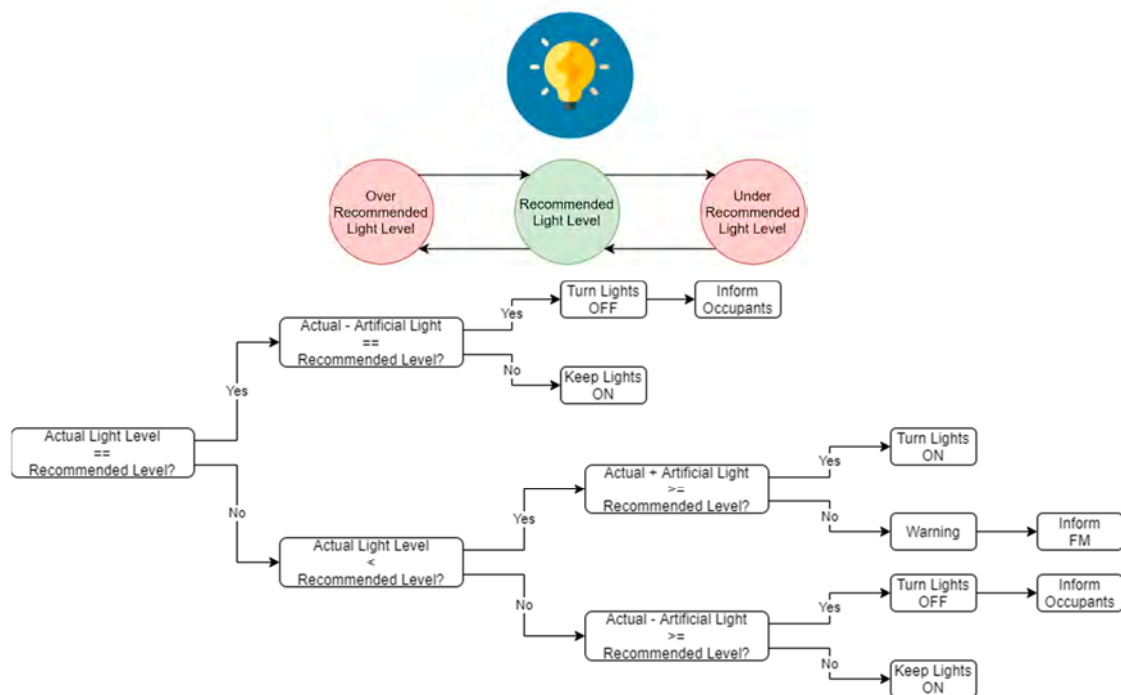 Over
Recommended
Light Level
Recommended
Light Level
Under
Recommended
Light Level
Turn Lights
OFF
Inform
Occupants
Yes
Actual - Artificial Light
==
Recommended Level?
No
Keep Lights
ON
Yes
Actual Light Level
==
Recommended Level?
Turn Lights
ON
Yes
Actual + Artificial Light
>=
Recommended Level?
No
Yes
Warning
Inform
FM
No
Actual Light Level
<
Recommended Level?
Turn Lights
OFF
Inform
Occupants
No
Yes
Actual - Artificial Light
>=
Recommended Level?
No
Keep Lights
ON